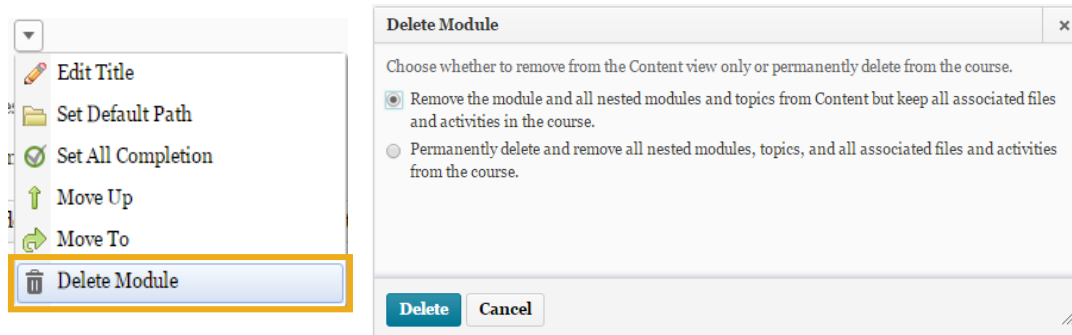 Edit Title
Set Default Path
Set All Completion
Move Up
Move To
Delete Module
Delete Module
Choose whether to remove from the Content view only or permanently delete from the course.
Remove the module and all nested modules and topics from Content but keep all associated files
and activities in the course.
Permanently delete and remove all nested modules, topics, and all associated files and activities
from the course.
Delete Cancel